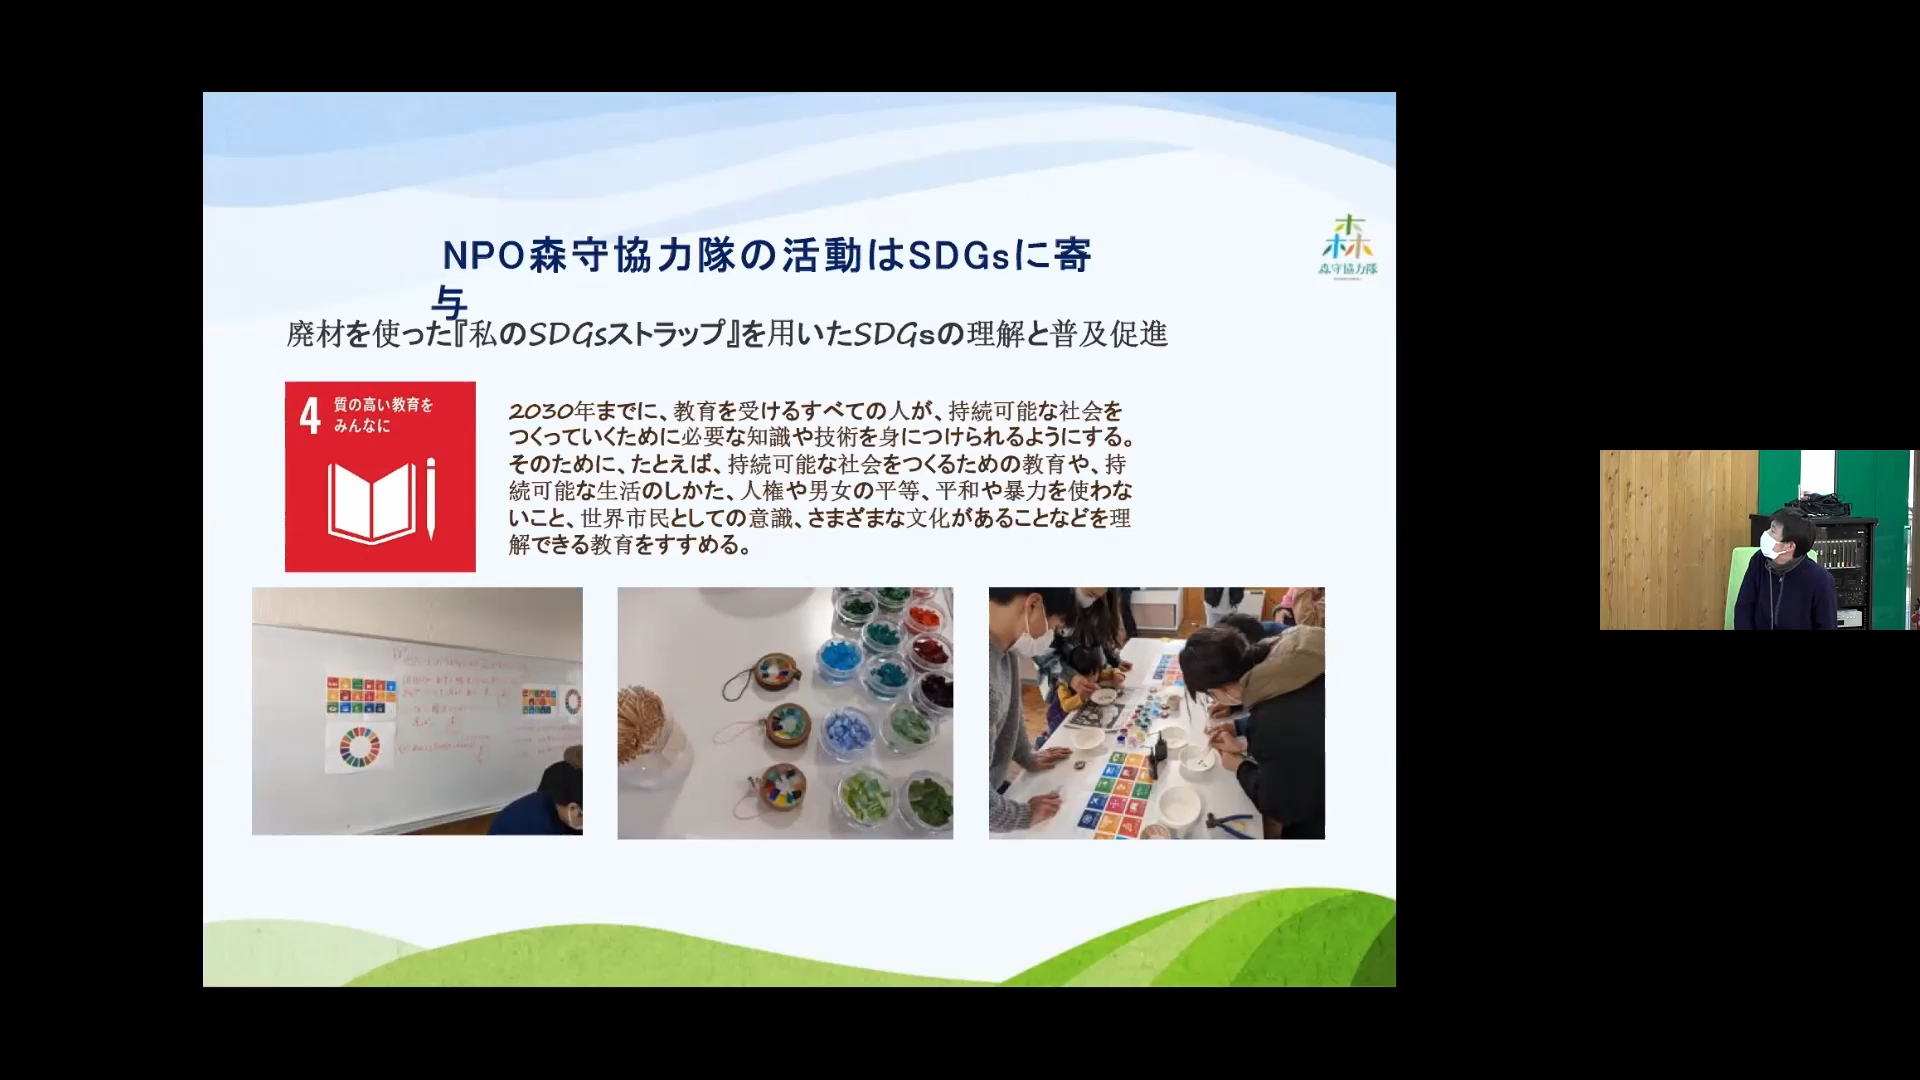 NPO森守協力隊の活動はSDGsに寄
与
森守協力隊
廃材を使った『私のSDGsストラップ』を用いたSDGsの理解と普及促進
4 質の高い教育を
みんなに
2030年までに、教育を受けるすべての人が、持続可能な社会を
つくっていくために必要な知識や技術を身につけられるようにする。
そのために、たとえば、持続可能な社会をつくるための教育や、持
続可能な生活のしかた、人権や男女の平等、平和や暴力を使わな
いこと、世界市民としての意識、さまざまな文化があることなどを理
解できる教育をすすめる。